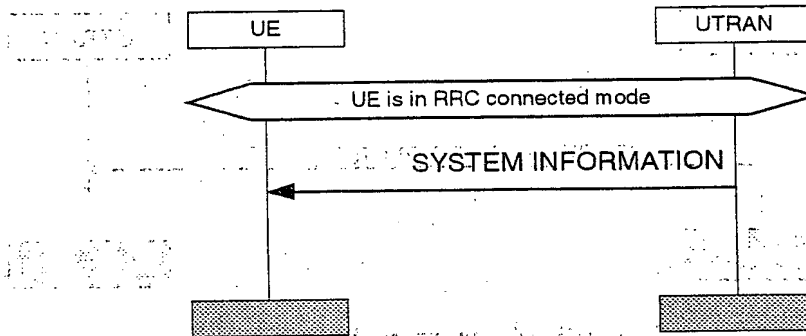 UE
UTRAN
UE is in RRC connected mode
SYSTEM INFORMATION